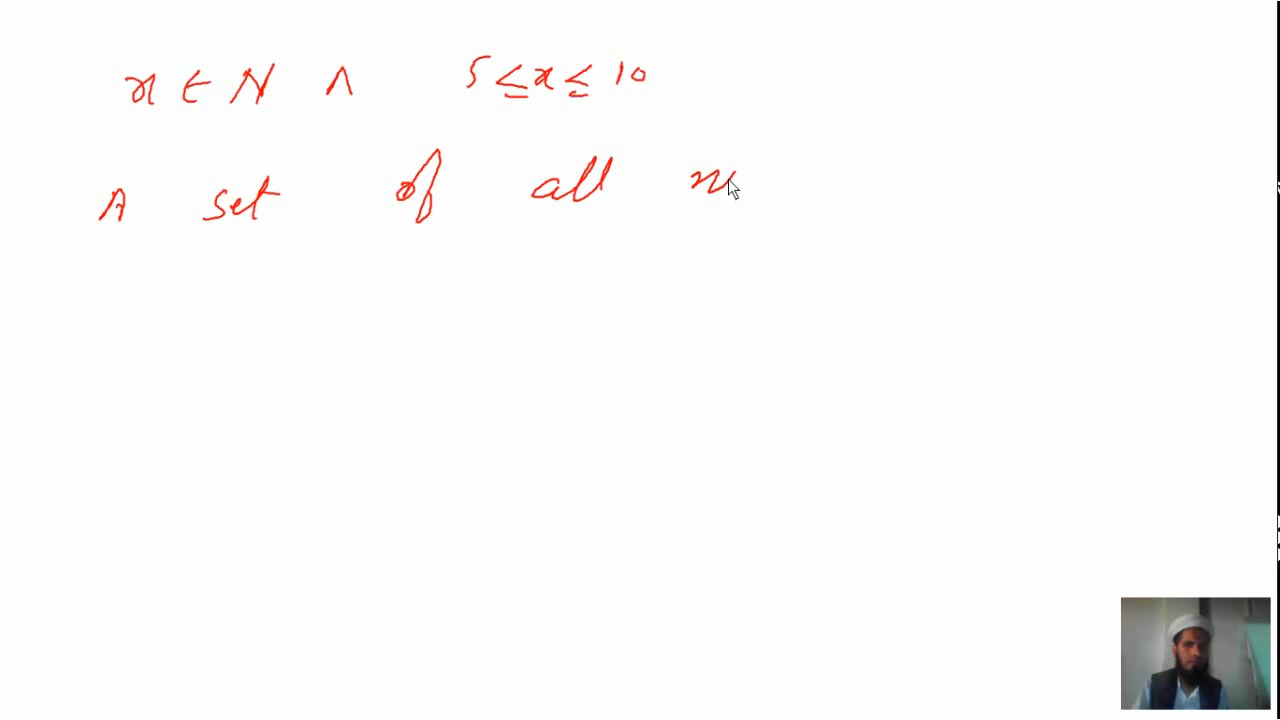 x ∈ N ∧ 5 ≤ x ≤ 10
A set of all